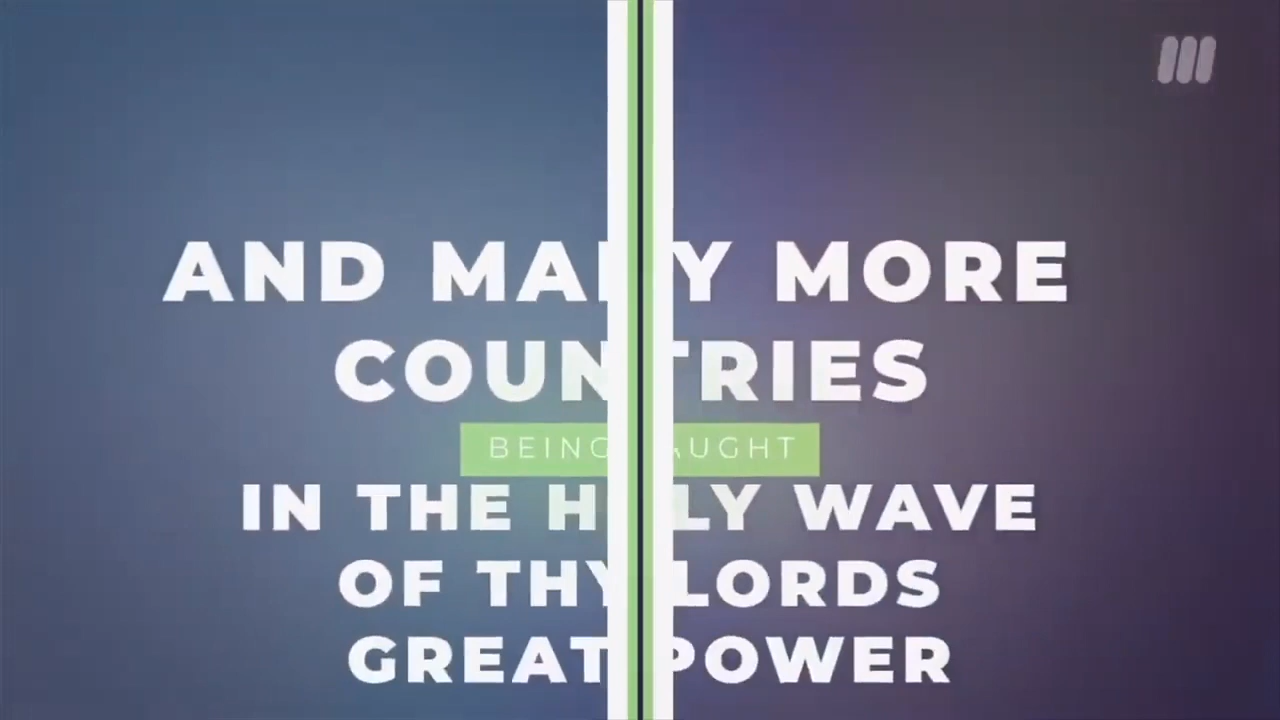 AND MANY MORE
COUNTRIES
BEING
IN THE HOLY WAVE
OF THY LORDS
GREAT POWER